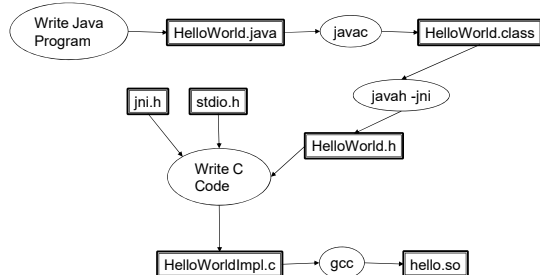 Write Java
Program
HelloWorld.java
javac
HelloWorld.class
javah -jni
jni.h
stdio.h
HelloWorld.h
Write C
Code
HelloWorldImpl.c
gcc
hello.so